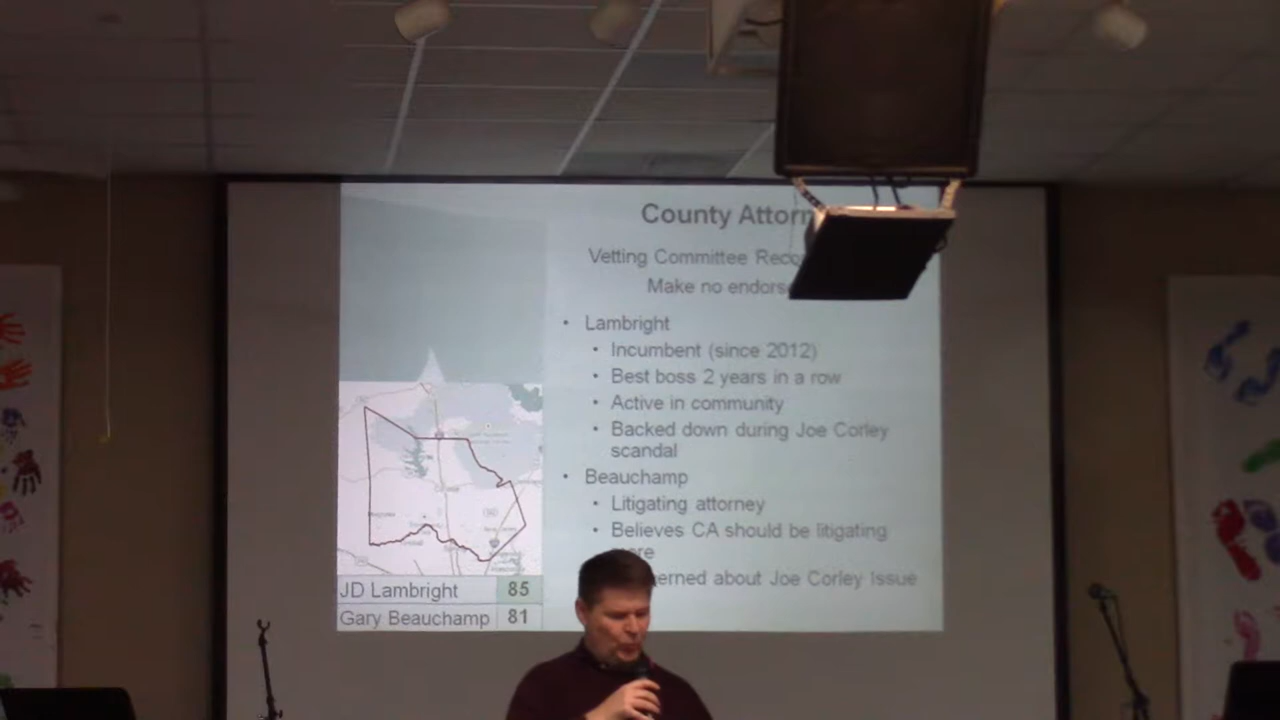 County Attorn
Vetting Committee Reco
Make no endorse
• Lambright
• Incumbent (since 2012)
• Best boss 2 years in a row
• Active in community
• Backed down during Joe Corley
scandal
• Beauchamp
• Litigating attorney
• Believes CA should be litigating
ore
erned about Joe Corley Issue
JD Lambright 85
Gary Beauchamp 81